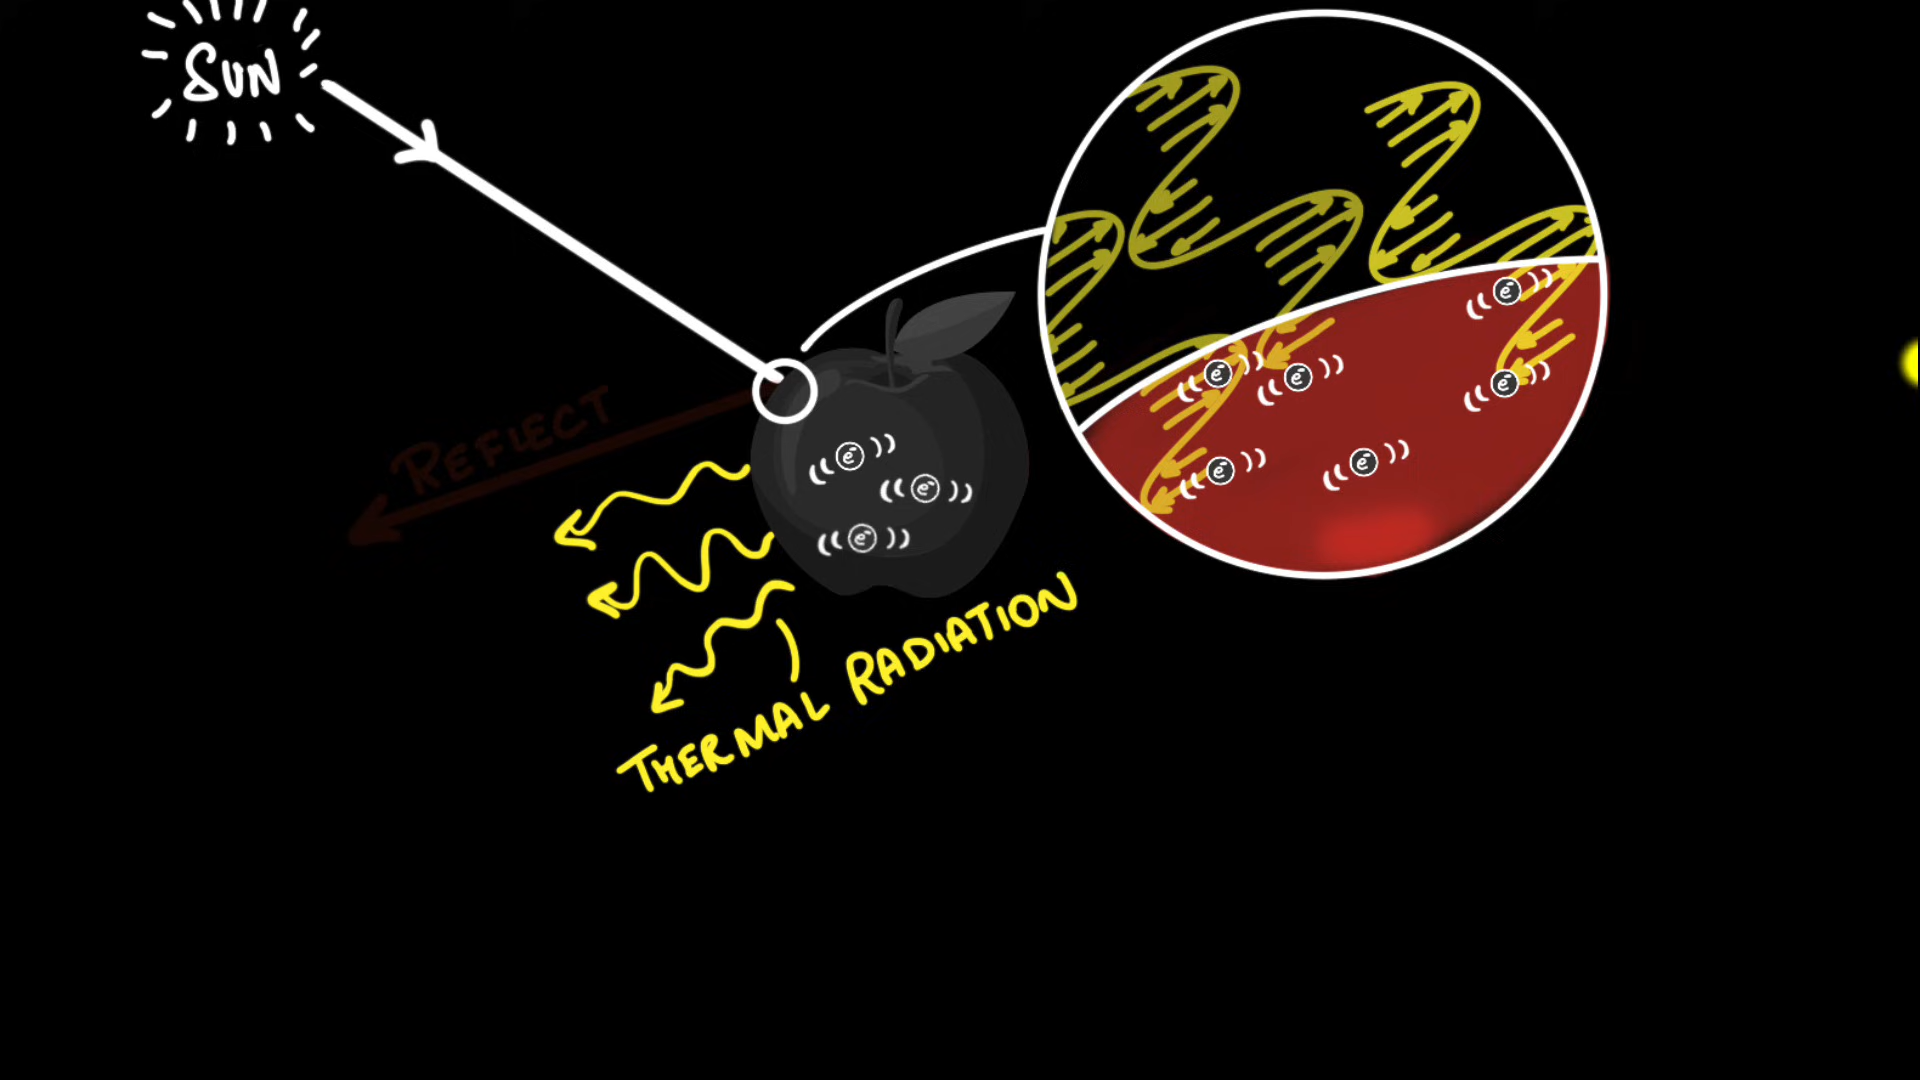 SUN
REFLECT
e-
e-
e-
e-
e-
e-
e-
e-
e-
THERMAL RADIATION